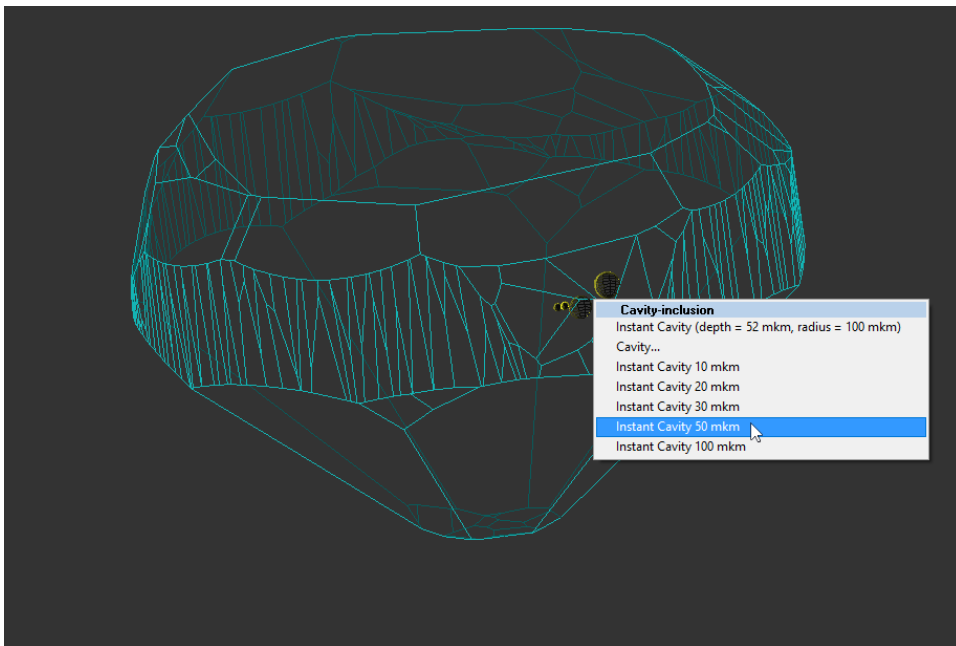 Cavity-inclusion
Instant Cavity (depth = 52 mkm, radius = 100 mkm)
Cavity...
Instant Cavity 10 mkm
Instant Cavity 20 mkm
Instant Cavity 30 mkm
Instant Cavity 50 mkm
Instant Cavity 100 mkm